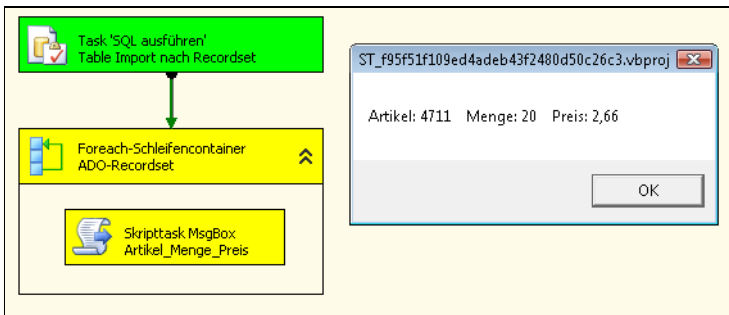 Task 'SQL ausführen'
Table Import nach Recordset
Foreach-Schleifencontainer
ADO-Recordset
Skripttask MsgBox
Artikel_Menge_Preis
ST_f95f51f109ed4adeb43f2480d50c26c3.vbproj
Artikel: 4711 Menge: 20 Preis: 2,66
OK